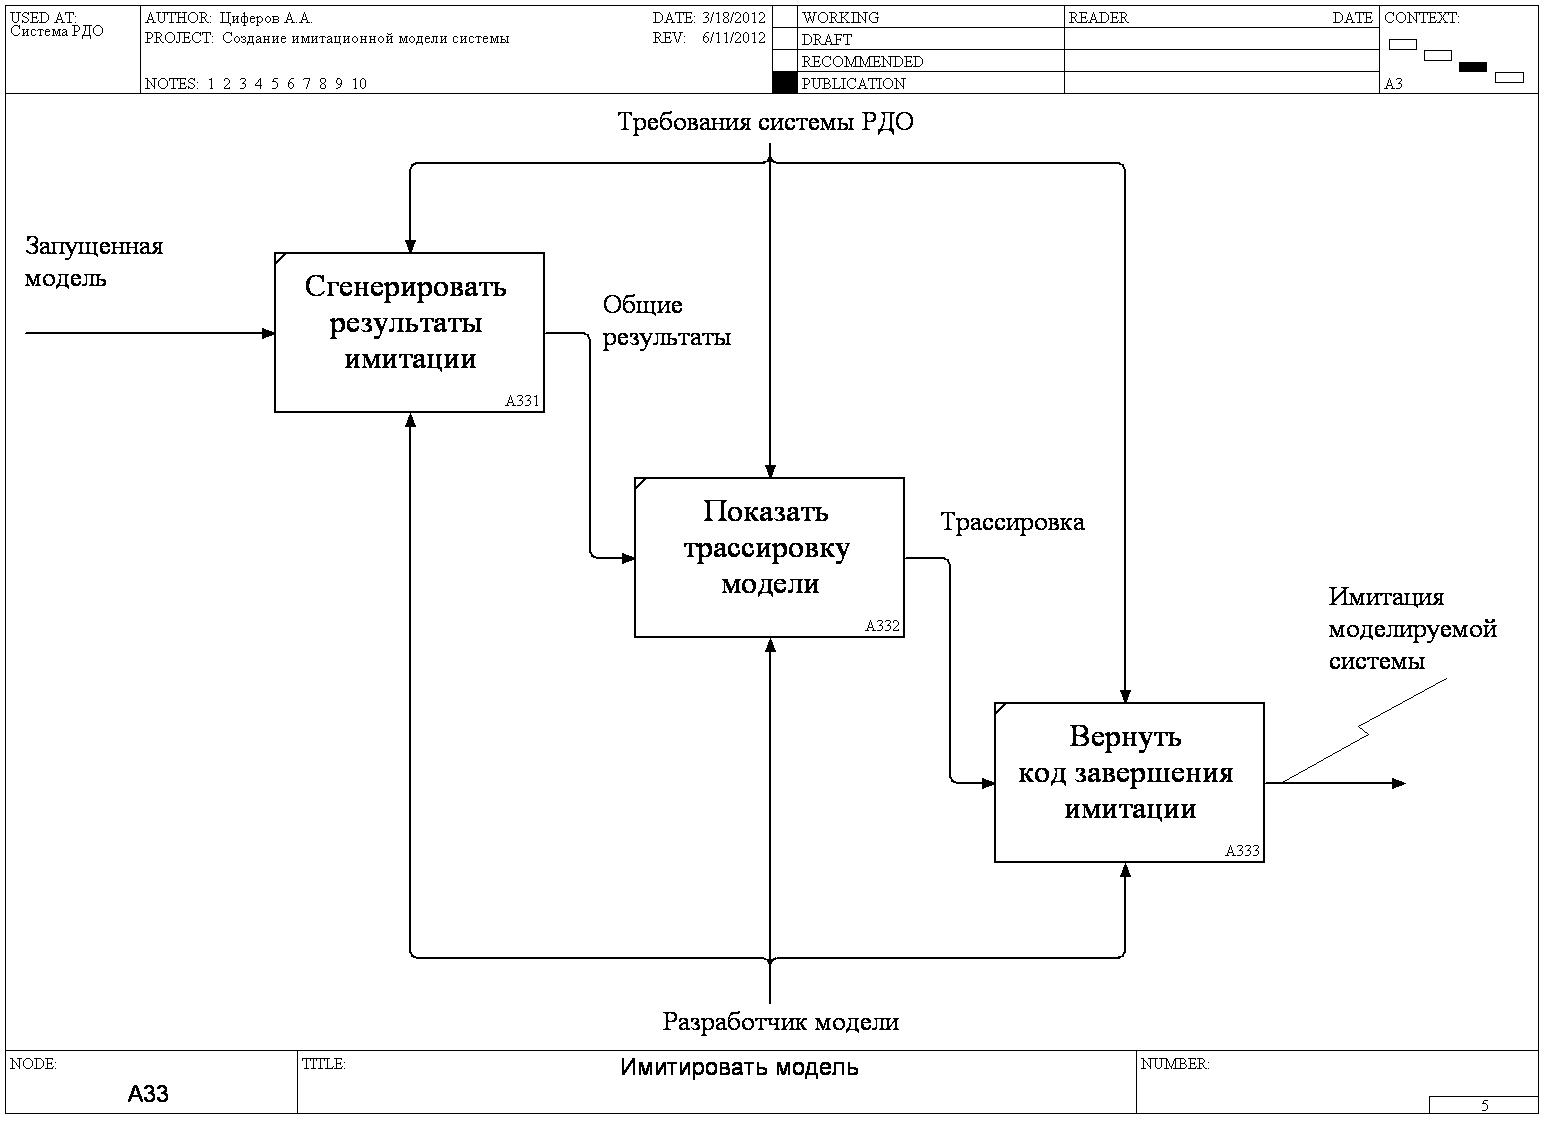 USED AT:
Система РДО
AUTHOR: Циферов А.А.
DATE: 3/18/2012
PROJECT: Создание имитационной модели системы
REV: 6/11/2012
NOTES: 1 2 3 4 5 6 7 8 9 10
WORKING
DRAFT
RECOMMENDED
PUBLICATION
READER
DATE
CONTEXT:
A3
Требования системы РДО
Запущенная
модель
Сгенерировать
результаты
имитации
A331
Общие
результаты
Показать
трассировку
модели
A332
Трассировка
Имитация
моделируемой
системы
Вернуть
код завершения
имитации
A333
Разработчик модели
NODE:
A33
TITLE:
Имитировать модель
NUMBER:
5